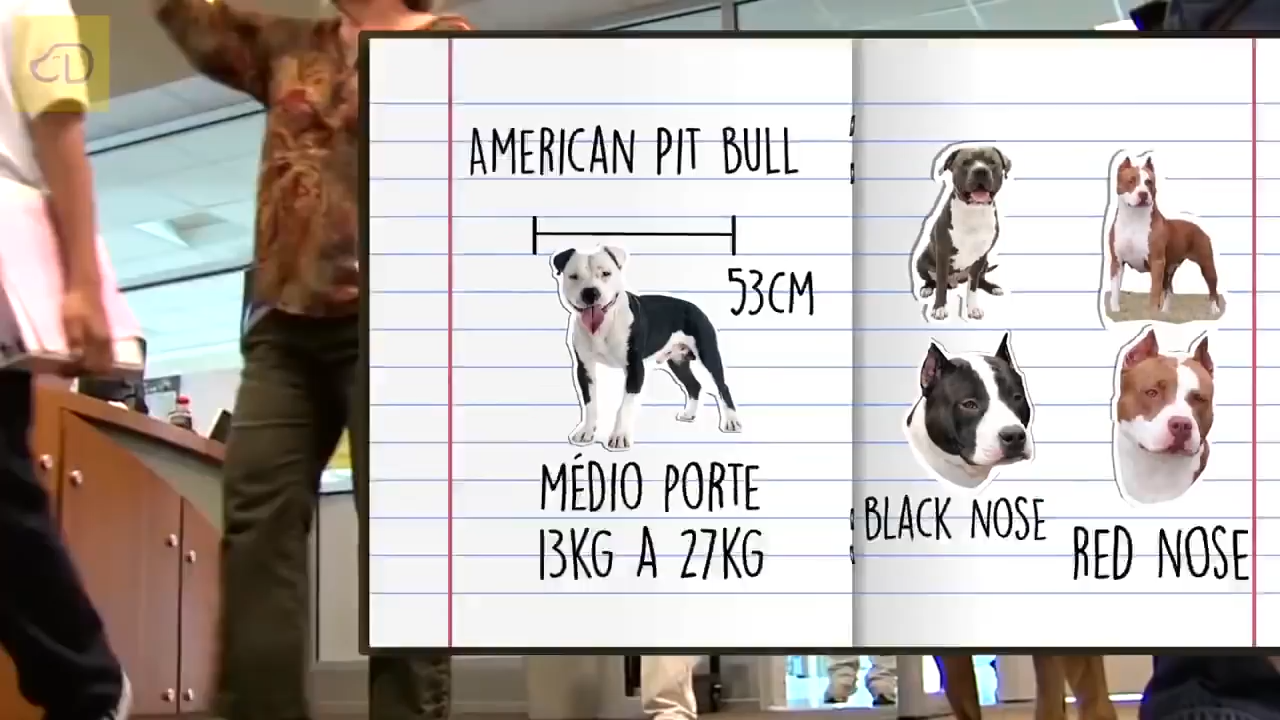 AMERICAN PIT BULL
53CM
MÉDIO PORTE
13KG A 27KG
BLACK NOSE
RED NOSE